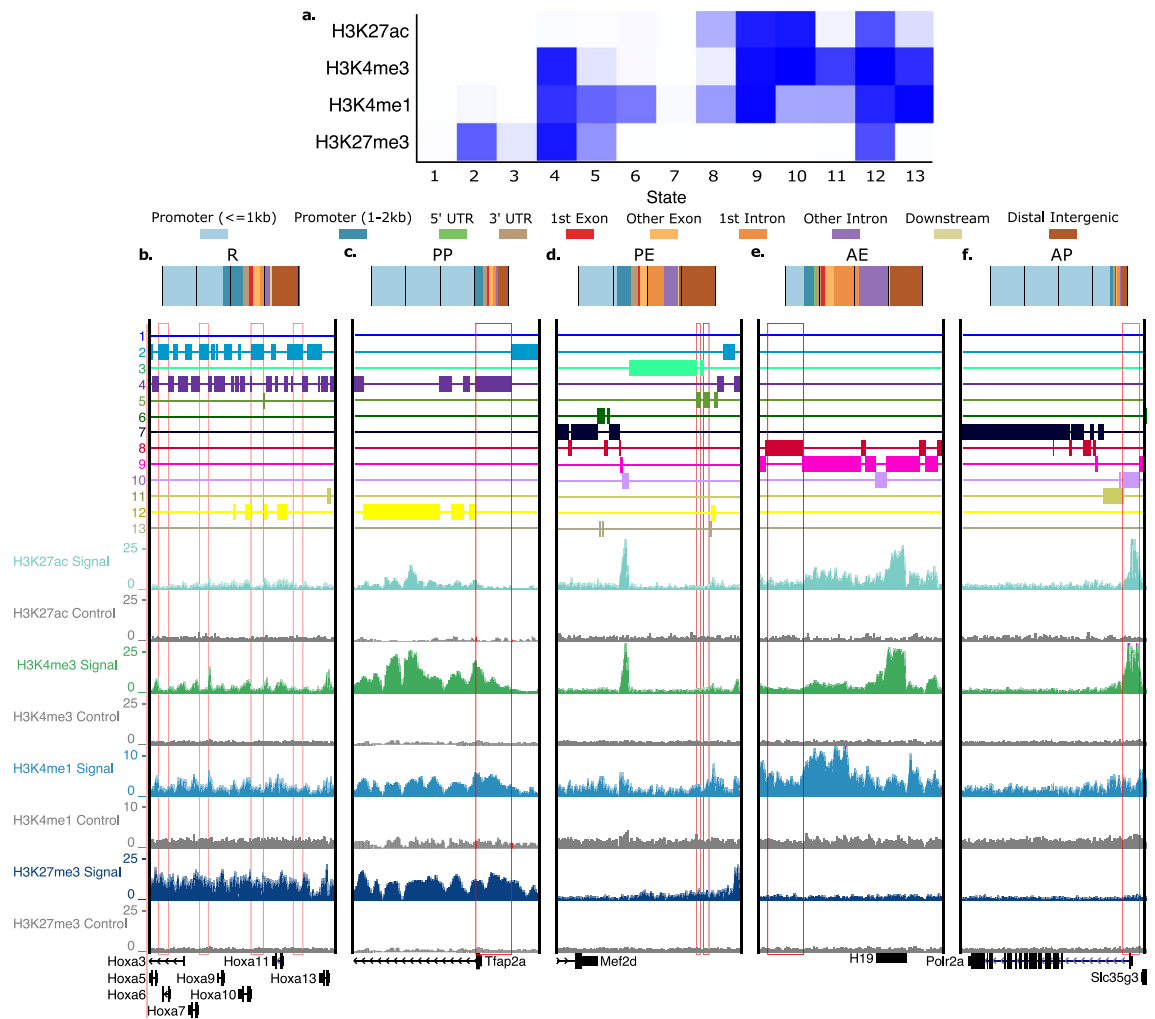 a.
H3K27ac
H3K4me3
H3K4me1
H3K27me3
1 2 3 4 5 6 7 8 9 10 11 12 13
State
Promoter (<=1kb) Promoter (1-2kb) 5' UTR 3' UTR 1st Exon Other Exon 1st Intron Other Intron Downstream Distal Intergenic
b. R c. PP d. PE e. AE f. AP
1
2
3
4
5
6
7
8
9
10
11
12
13
25
H3K27ac Signal
0
25
H3K27ac Control
0
25
H3K4me3 Signal
0
25
H3K4me3 Control
0
10
H3K4me1 Signal
0
10
H3K4me1 Control
0
25
H3K27me3 Signal
0
25
H3K27me3 Control
0
Hoxa3 Hoxa11 Tfap2a Mef2d H19 Polr2a
Hoxa5 Hoxa9 Hoxa13 Slc35g3
Hoxa6 Hoxa10
Hoxa7